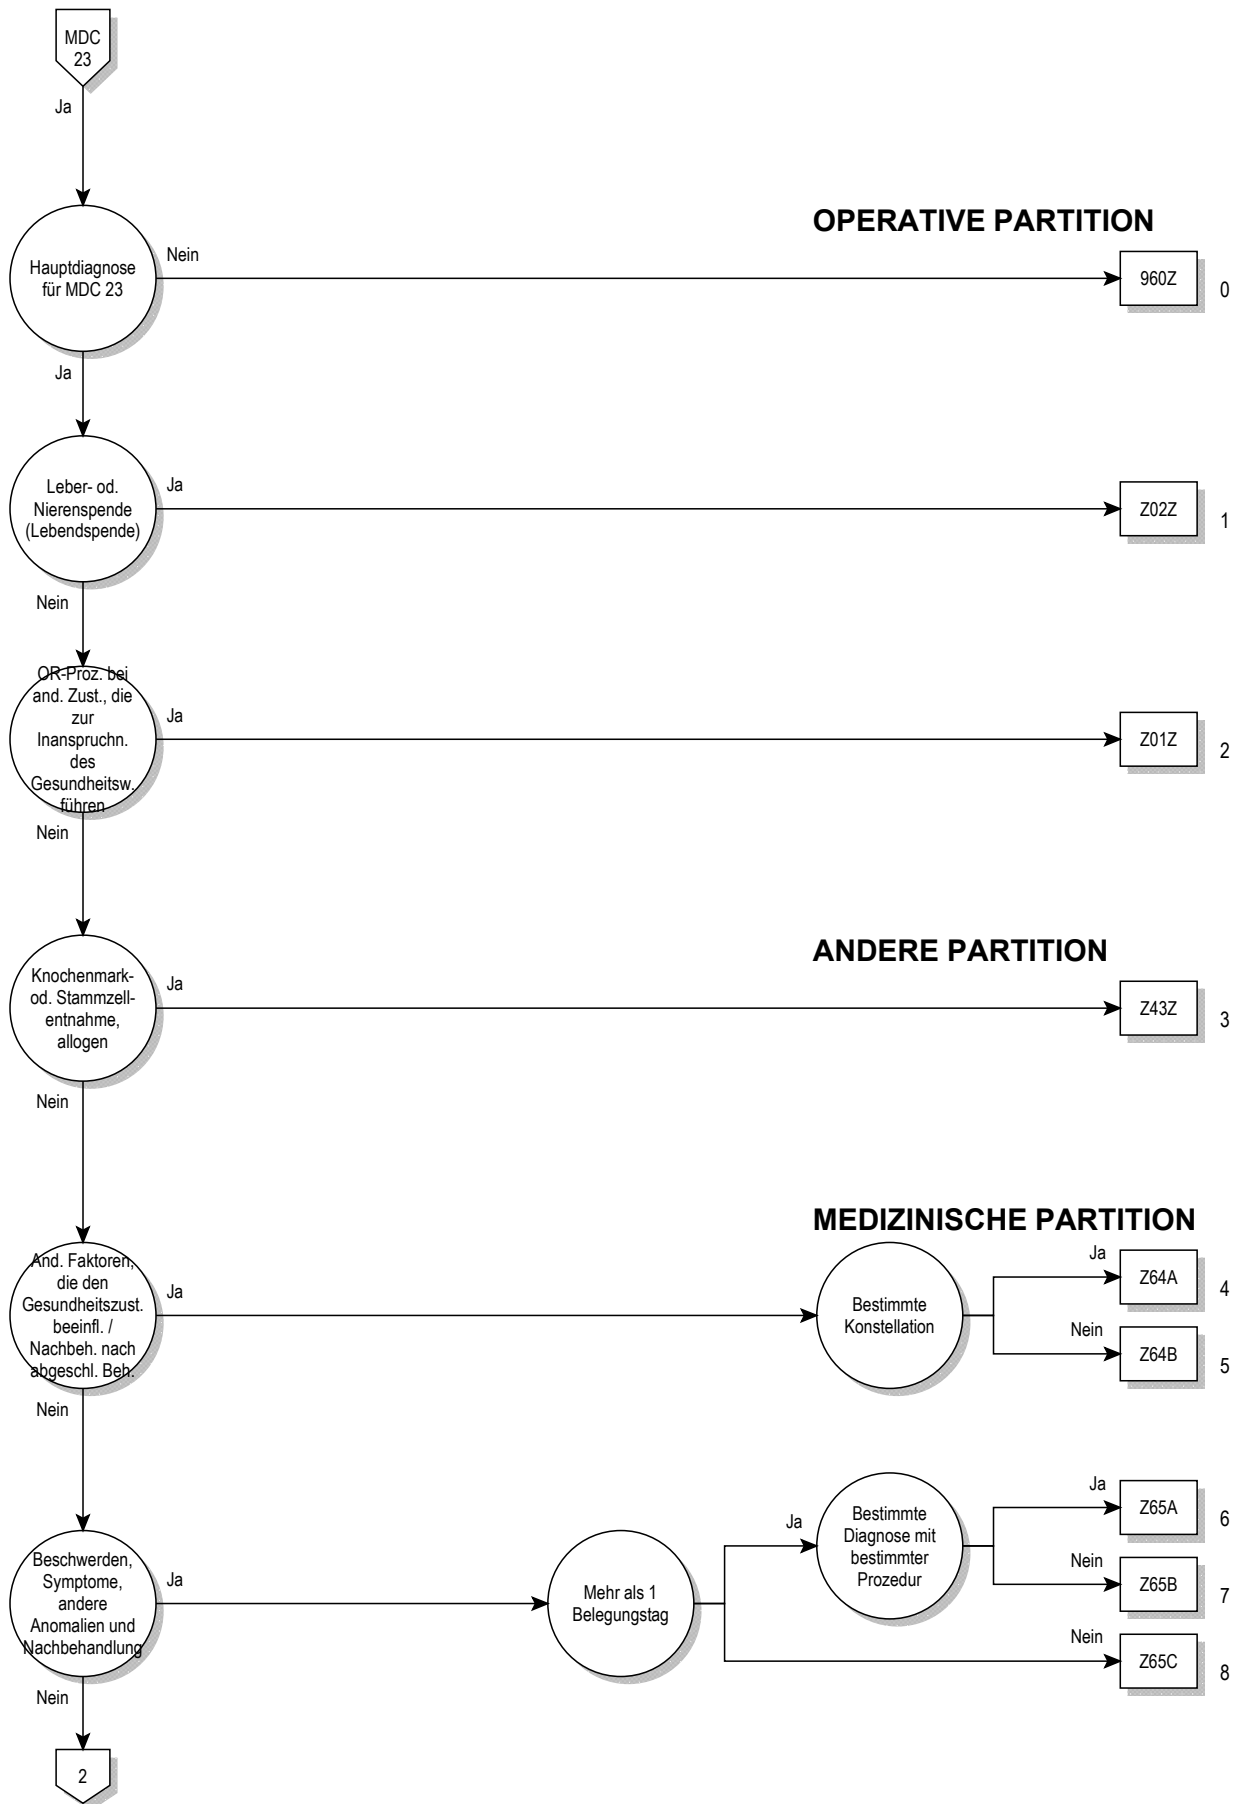 MDC
23
Ja
OPERATIVE PARTITION
Hauptdiagnose
für MDC 23
Nein
960Z
0
Ja
Leber- od.
Nierenspende
(Lebendspende)
Ja
Z02Z
1
Nein
OR-Proz. bei
and. Zust., die
zur
Inanspruchn.
des
Gesundheitsw.
führen
Ja
Z01Z
2
Nein
ANDERE PARTITION
Knochenmark-
od. Stammzell-
entnahme,
allogen
Ja
Z43Z
3
Nein
MEDIZINISCHE PARTITION
And. Faktoren,
die den
Gesundheitszust.
beeinfl. /
Nachbeh. nach
abgeschl. Beh.
Ja
Bestimmte
Konstellation
Ja
Z64A
4
Nein
Z64B
5
Nein
Beschwerden,
Symptome,
andere
Anomalien und
Nachbehandlung
Ja
Mehr als 1
Belegungstag
Ja
Bestimmte
Diagnose mit
bestimmter
Prozedur
Ja
Z65A
6
Nein
Z65B
7
Nein
Z65C
8
Nein
2